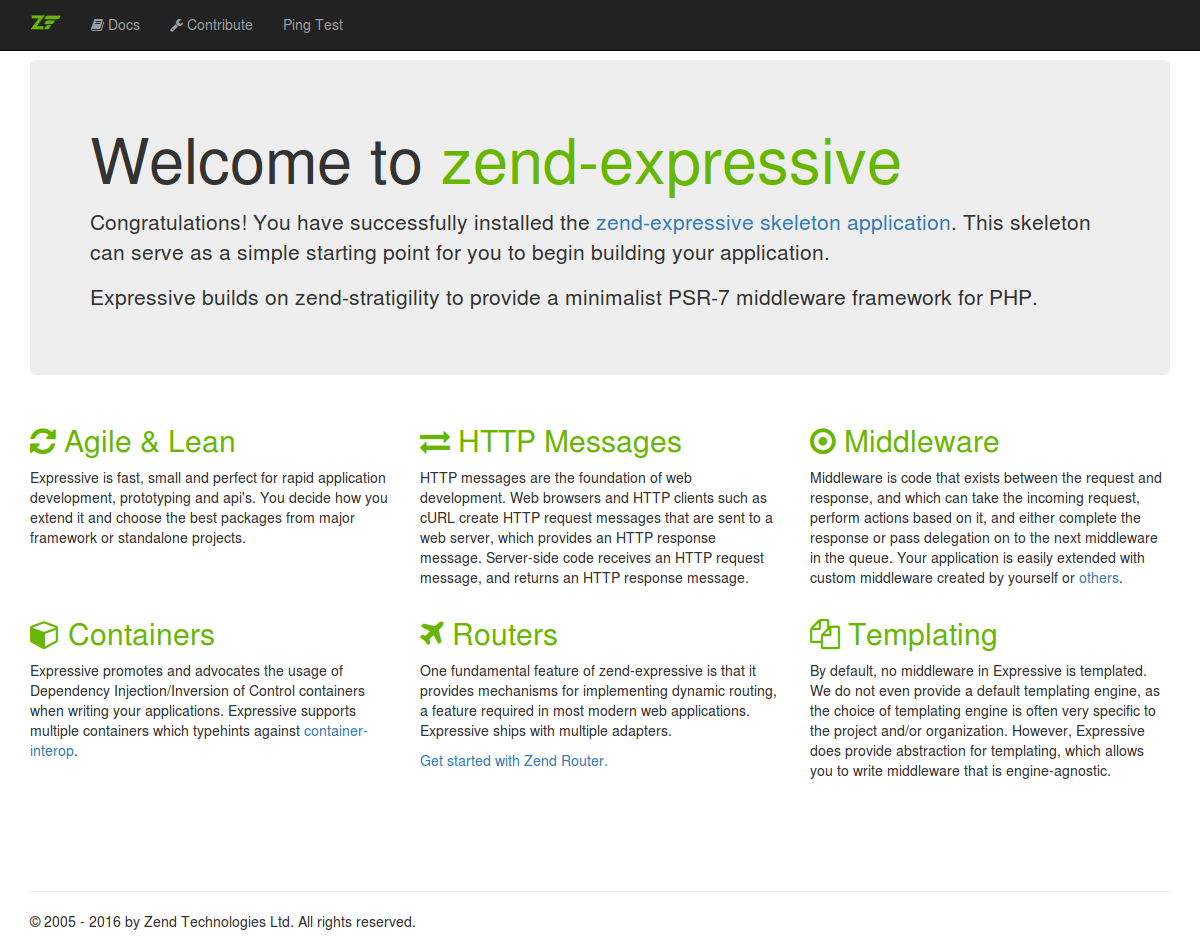 ZF Docs Contribute Ping Test
Welcome to zend-expressive
Congratulations! You have successfully installed the zend-expressive skeleton application. This skeleton
can serve as a simple starting point for you to begin building your application.
Expressive builds on zend-stratigility to provide a minimalist PSR-7 middleware framework for PHP.
Agile & Lean
Expressive is fast, small and perfect for rapid application
development, prototyping and api's. You decide how you
extend it and choose the best packages from major
framework or standalone projects.
HTTP Messages
HTTP messages are the foundation of web
development. Web browsers and HTTP clients such as
cURL create HTTP request messages that are sent to a
web server, which provides an HTTP response
message. Server-side code receives an HTTP request
message, and returns an HTTP response message.
Middleware
Middleware is code that exists between the request and
response, and which can take the incoming request,
perform actions based on it, and either complete the
response or pass delegation on to the next middleware
in the queue. Your application is easily extended with
custom middleware created by yourself or others.
Containers
Expressive promotes and advocates the usage of
Dependency Injection/Inversion of Control containers
when writing your applications. Expressive supports
multiple containers which typehints against container-
interop.
Routers
One fundamental feature of zend-expressive is that it
provides mechanisms for implementing dynamic routing,
a feature required in most modern web applications.
Expressive ships with multiple adapters.
Get started with Zend Router.
Templating
By default, no middleware in Expressive is templated.
We do not even provide a default templating engine, as
the choice of templating engine is often very specific to
the project and/or organization. However, Expressive
does provide abstraction for templating, which allows
you to write middleware that is engine-agnostic.
© 2005 - 2016 by Zend Technologies Ltd. All rights reserved.